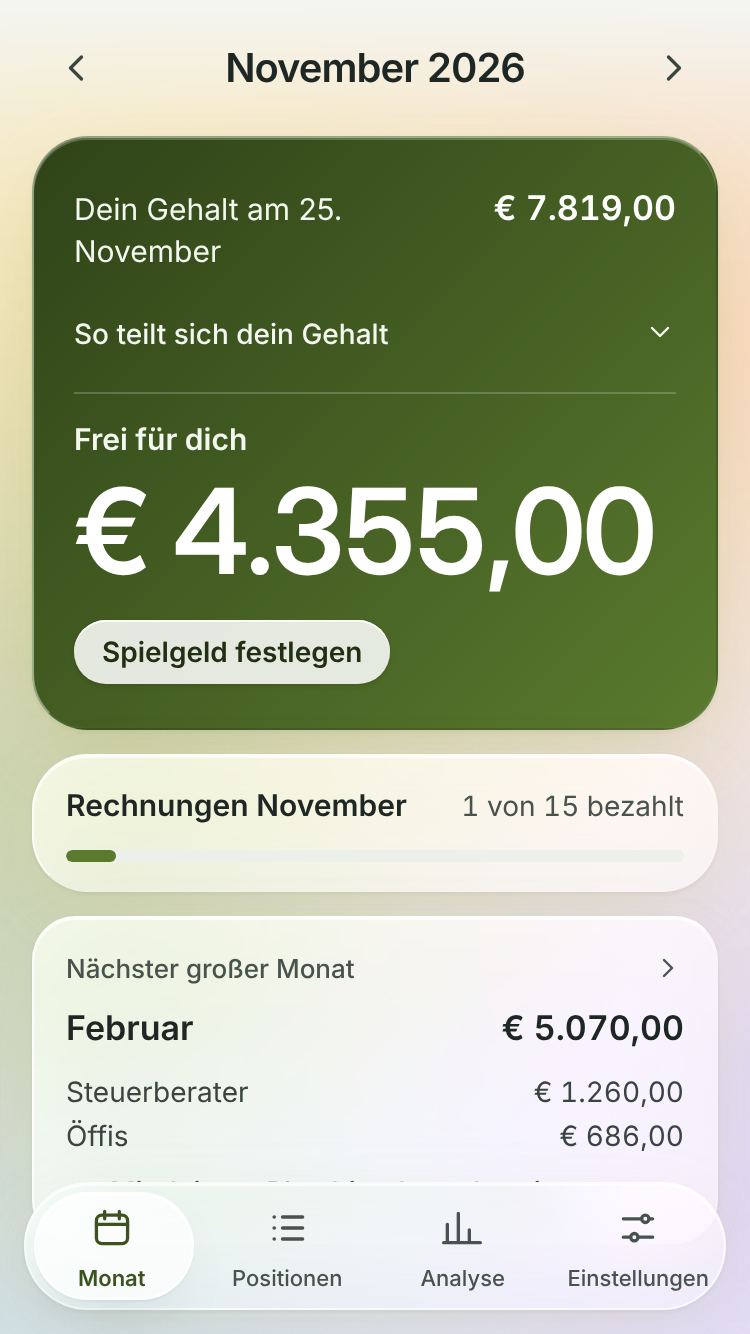 November 2026
Dein Gehalt am 25. November
€ 7.819,00
So teilt sich dein Gehalt
Frei für dich
€ 4.355,00
Spielgeld festlegen
Rechnungen November
1 von 15 bezahlt
Nächster großer Monat
Februar
€ 5.070,00
Steuerberater
€ 1.260,00
Öffis
€ 686,00
Monat
Positionen
Analyse
Einstellungen